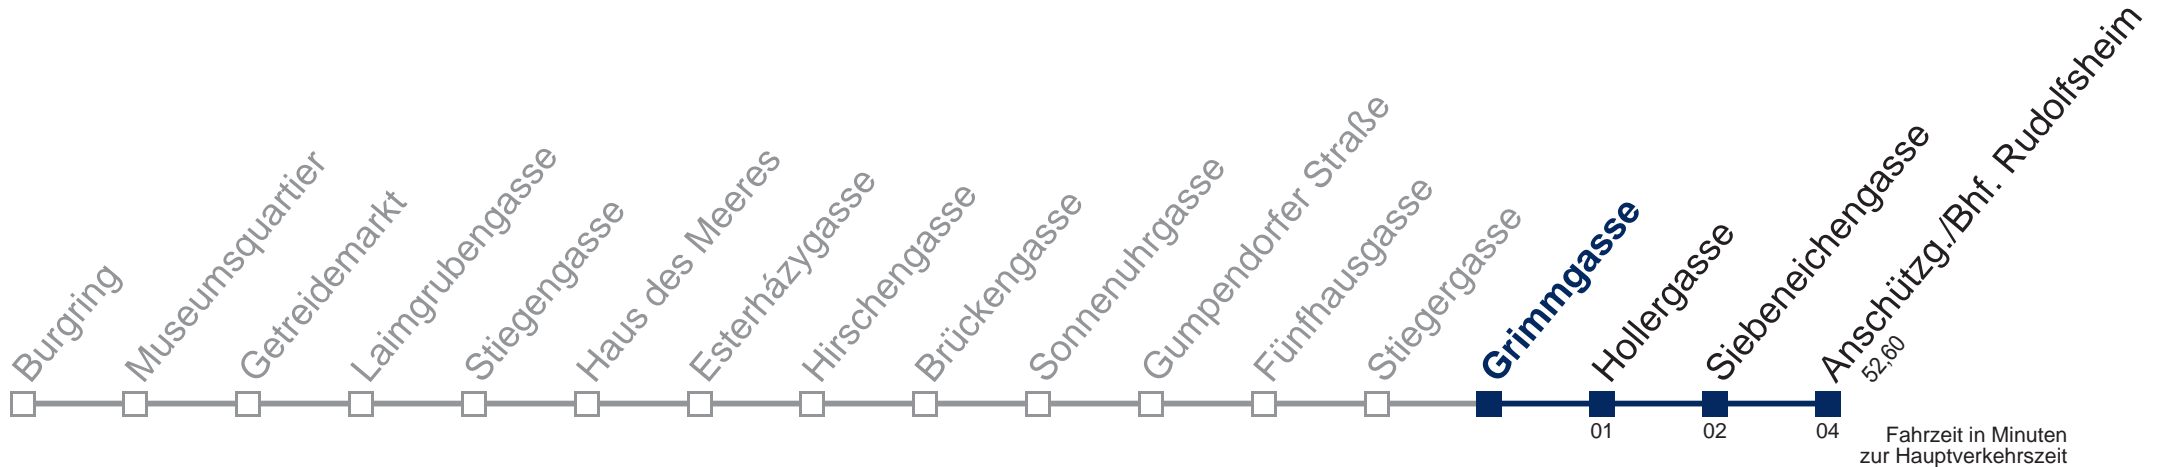 Burgring
Museumsquartier
Getreidemarkt
Laimgrubengasse
Stiegengasse
Haus des Meeres
Esterházygasse
Hirschengasse
Brückengasse
Sonnenuhrgasse
Gumpendorfer Straße
Fünfhausgasse
Stiegergasse
Grimmgasse
Hollergasse
Siebeneichengasse
Anschützg./Bhf. Rudolfsheim
52,60
01
02
04
Fahrzeit in Minuten
zur Hauptverkehrszeit